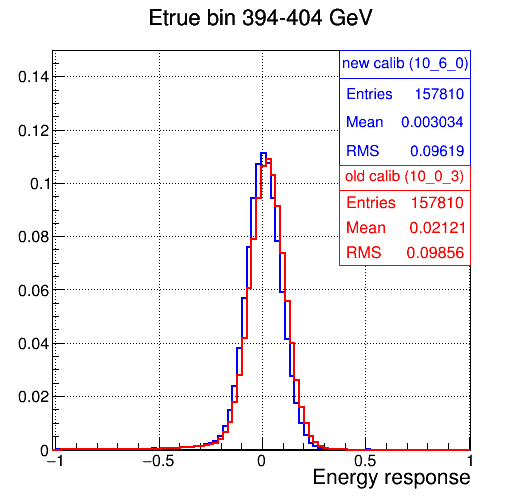 Etrue bin 394-404 GeV
new calib (10_6_0)
Entries 157810
Mean 0.003034
RMS 0.09619
old calib (10_0_3)
Entries 157810
Mean 0.02121
RMS 0.09856
0.14
0.12
0.1
0.08
0.06
0.04
0.02
0
−1 −0.5 0 0.5 1
Energy response